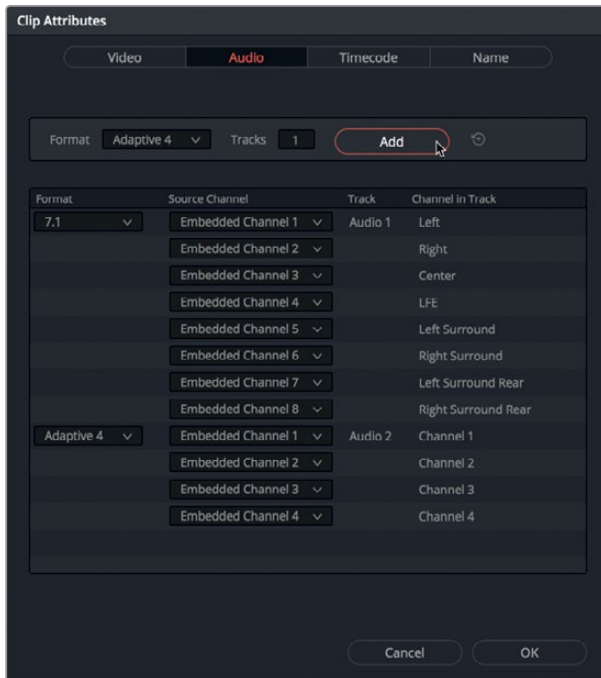 Clip Attributes
Video Audio Timecode Name
Format Adaptive 4 Tracks 1 Add
Format Source Channel Track Channel in Track
7.1 Embedded Channel 1 Audio 1 Left
Embedded Channel 2 Right
Embedded Channel 3 Center
Embedded Channel 4 LFE
Embedded Channel 5 Left Surround
Embedded Channel 6 Right Surround
Embedded Channel 7 Left Surround Rear
Embedded Channel 8 Right Surround Rear
Adaptive 4 Embedded Channel 1 Audio 2 Channel 1
Embedded Channel 2 Channel 2
Embedded Channel 3 Channel 3
Embedded Channel 4 Channel 4
Cancel OK